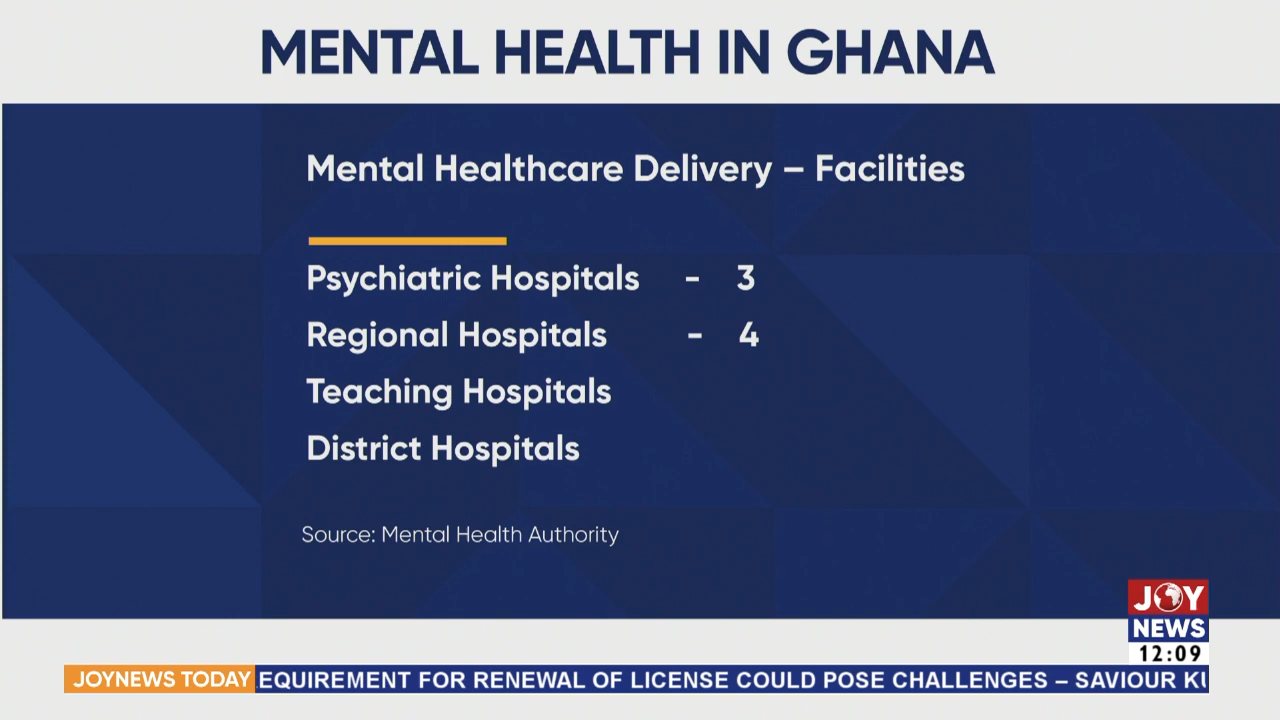 MENTAL HEALTH IN GHANA
Mental Healthcare Delivery – Facilities
Psychiatric Hospitals - 3
Regional Hospitals - 4
Teaching Hospitals
District Hospitals
Source: Mental Health Authority
JOY
NEWS
12:09
JOYNEWS TODAY EQUIREMENT FOR RENEWAL OF LICENSE COULD POSE CHALLENGES – SAVIOUR